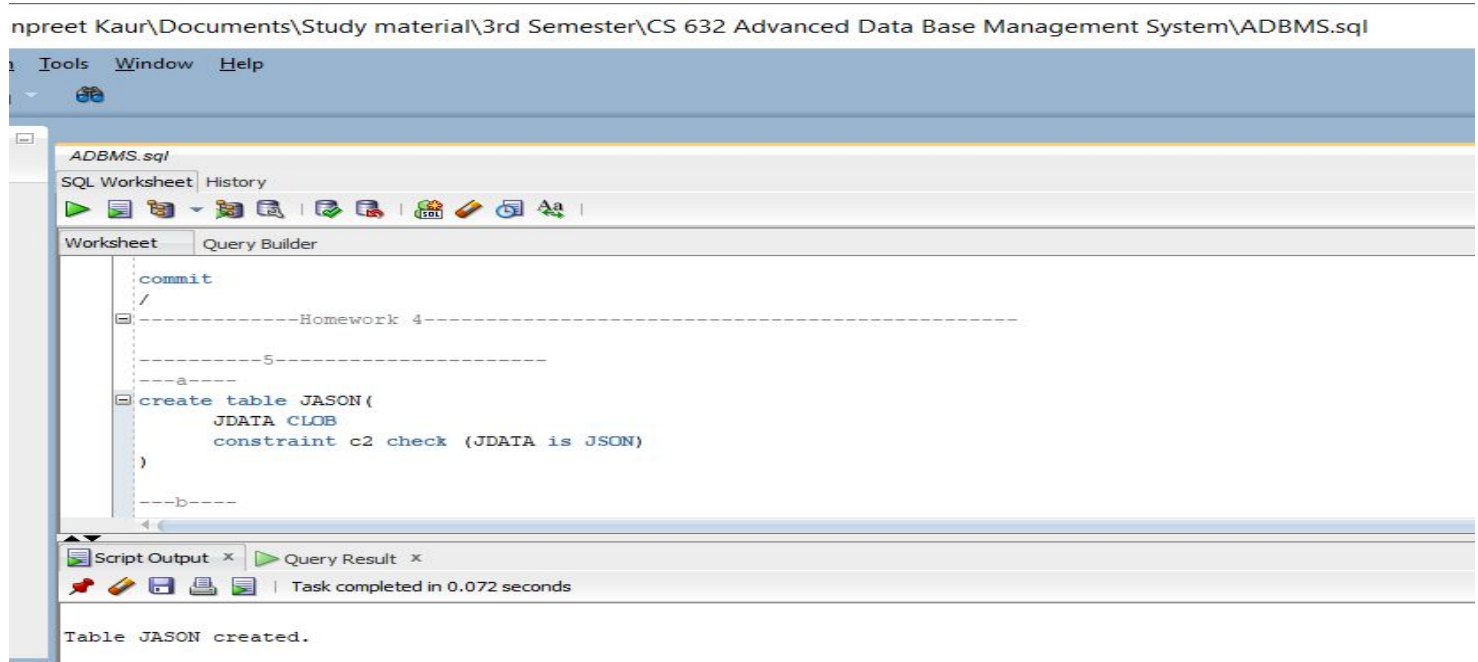 npreet Kaur\Documents\Study material\3rd Semester\CS 632 Advanced Data Base Management System\ADBMS.sql
Tools Window Help
ADBMS.sql
SQL Worksheet History
Worksheet Query Builder
commit
/
-------------Homework 4------------------------------------------------
----------5----------------------
---a----
create table JASON(
JDATA CLOB
constraint c2 check (JDATA is JSON)
)
---b----
Script Output × Query Result ×
Task completed in 0.072 seconds
Table JASON created.